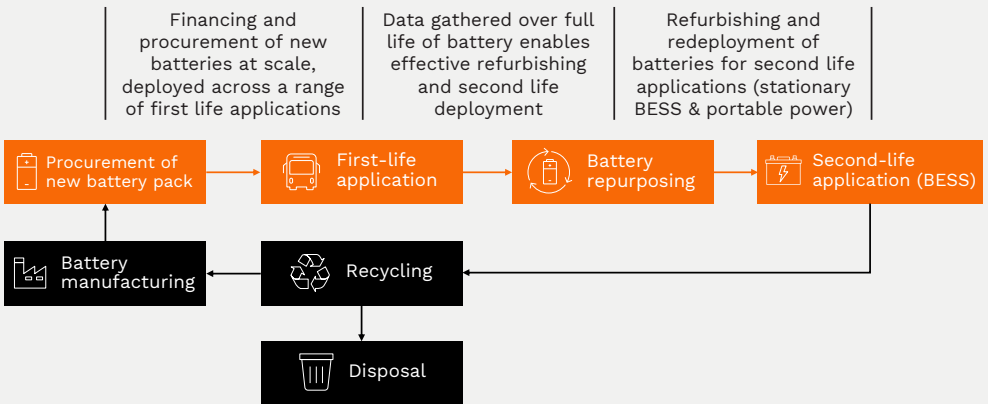 Financing and
procurement of new
batteries at scale,
deployed across a range
of first life applications
Data gathered over full
life of battery enables
effective refurbishing
and second life
deployment
Refurbishing and
redeployment of
batteries for second life
applications (stationary
BESS & portable power)
Procurement of
new battery pack
First-life
application
Battery
repurposing
Second-life
application (BESS)
Battery
manufacturing
Recycling
Disposal